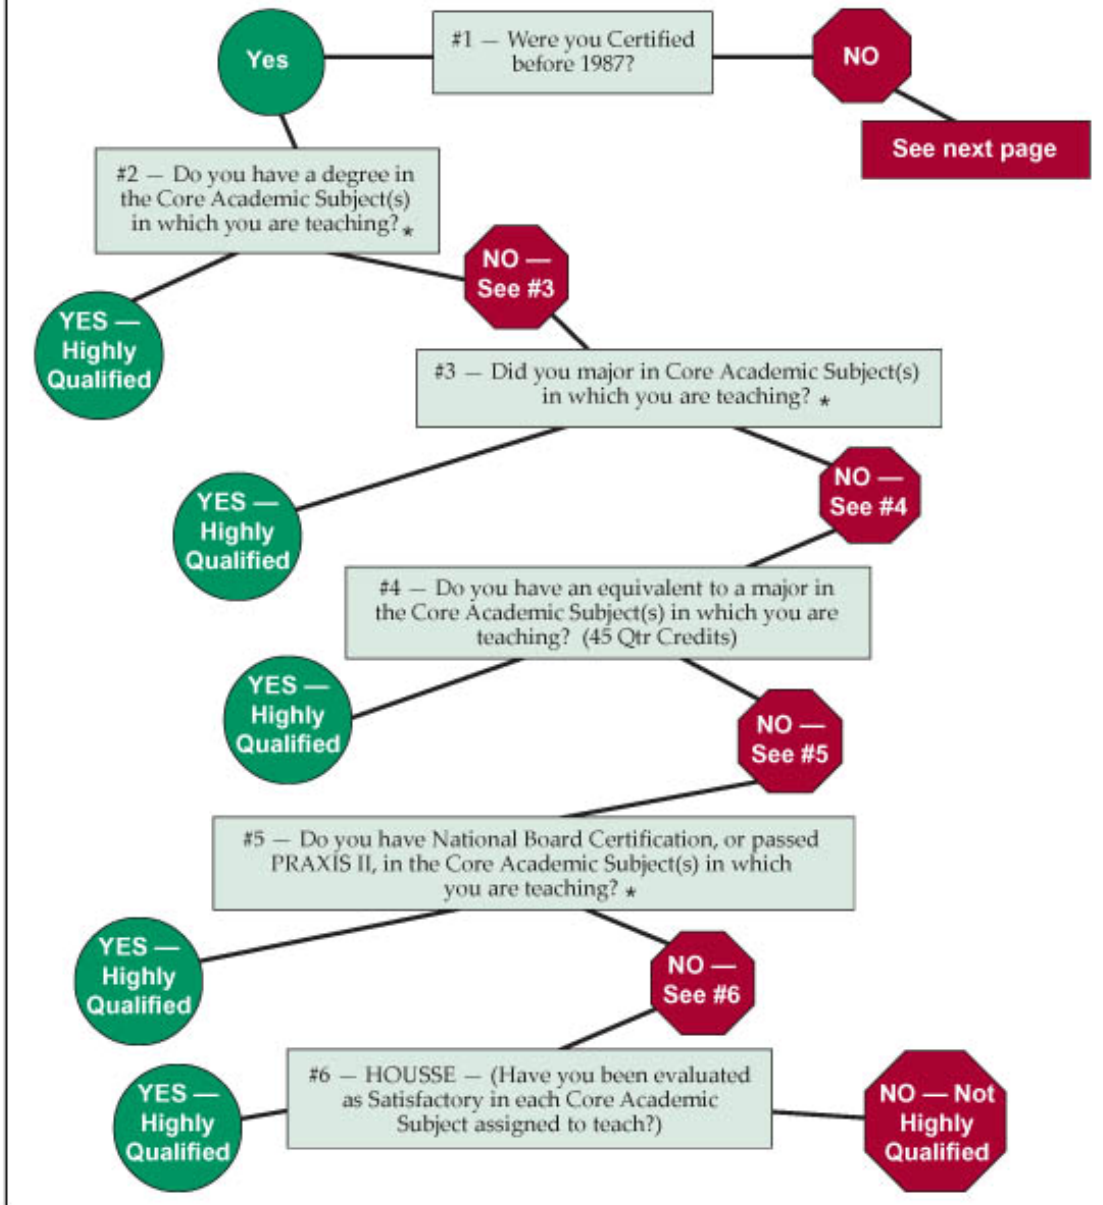 Yes
#1 — Were you Certified
before 1987?
NO
See next page
#2 — Do you have a degree in
the Core Academic Subject(s)
in which you are teaching? *
NO —
See #3
YES —
Highly
Qualified
#3 — Did you major in Core Academic Subject(s)
in which you are teaching? *
NO —
See #4
YES —
Highly
Qualified
#4 — Do you have an equivalent to a major in
the Core Academic Subject(s) in which you are
teaching? (45 Qtr Credits)
YES —
Highly
Qualified
NO —
See #5
#5 — Do you have National Board Certification, or passed
PRAXIS II, in the Core Academic Subject(s) in which
you are teaching? *
YES —
Highly
Qualified
NO —
See #6
#6 — HOUSSE — (Have you been evaluated
as Satisfactory in each Core Academic
Subject assigned to teach?)
YES —
Highly
Qualified
NO — Not
Highly
Qualified